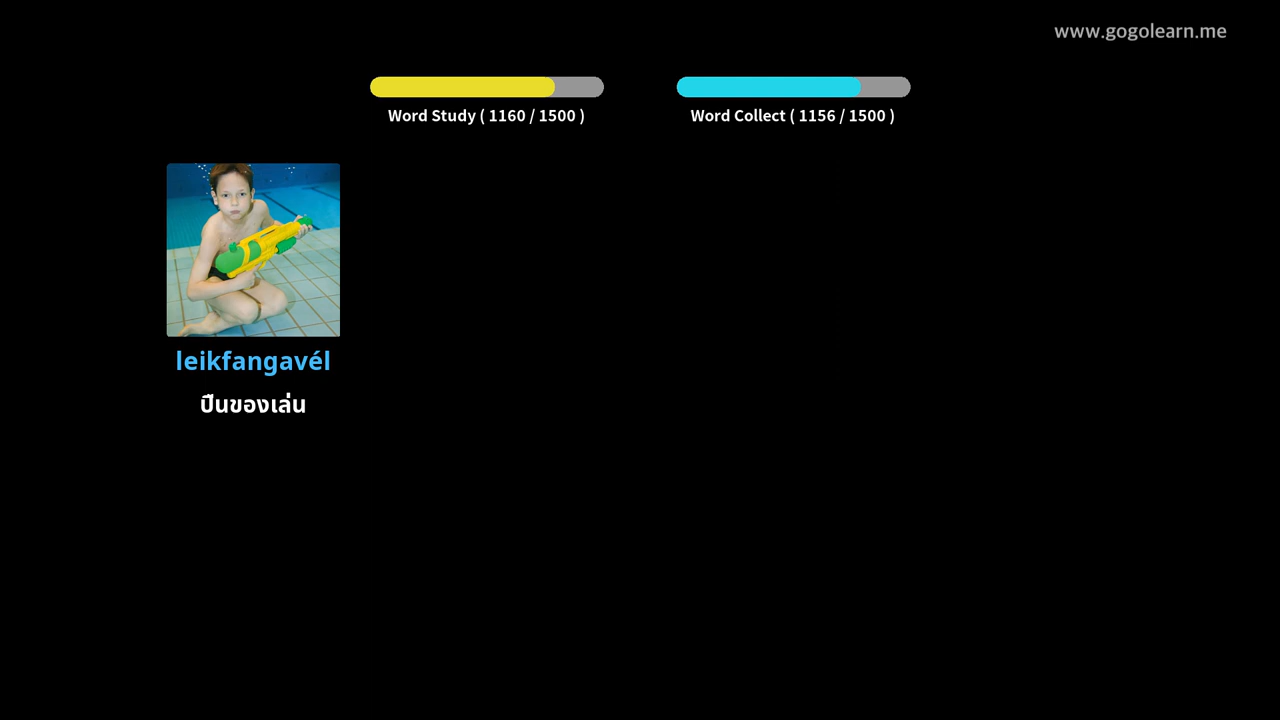 www.gogolearn.me
Word Study ( 1160 / 1500 )
Word Collect ( 1156 / 1500 )
leikfangavél
ปืนของเล่น